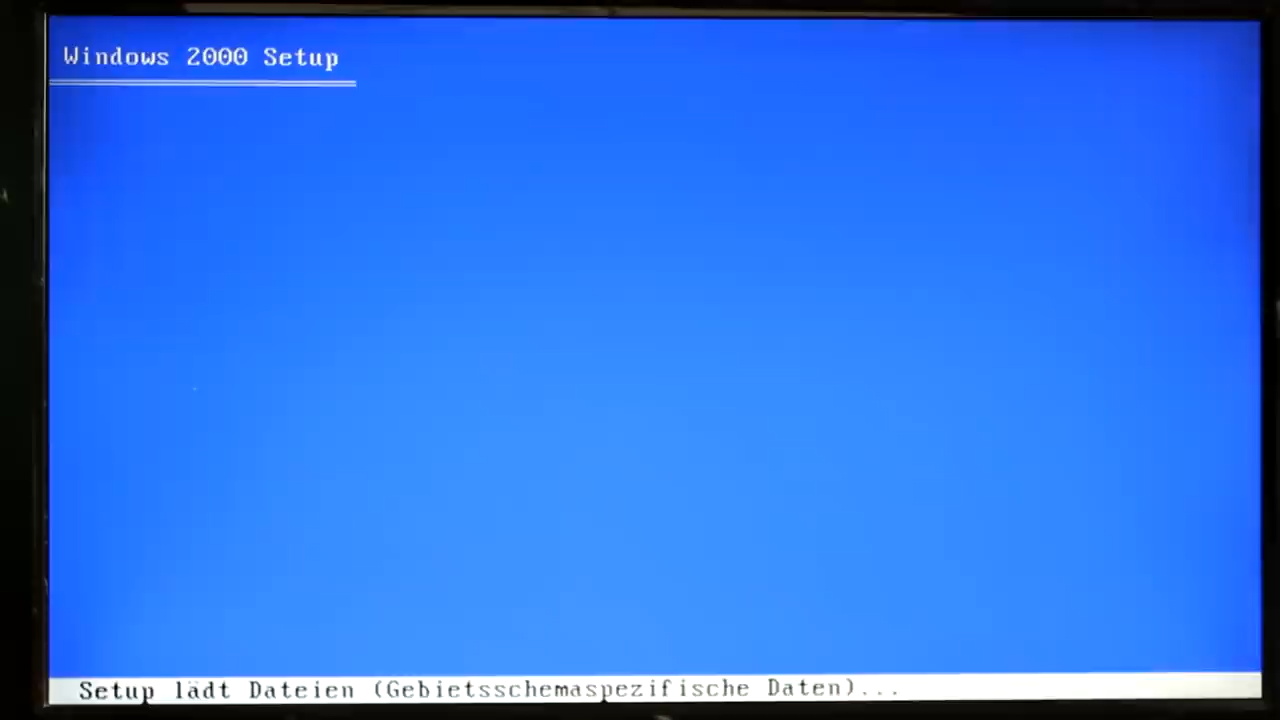 Windows 2000 Setup
Setup lädt Dateien (Gebietsschemaspezifische Daten)...